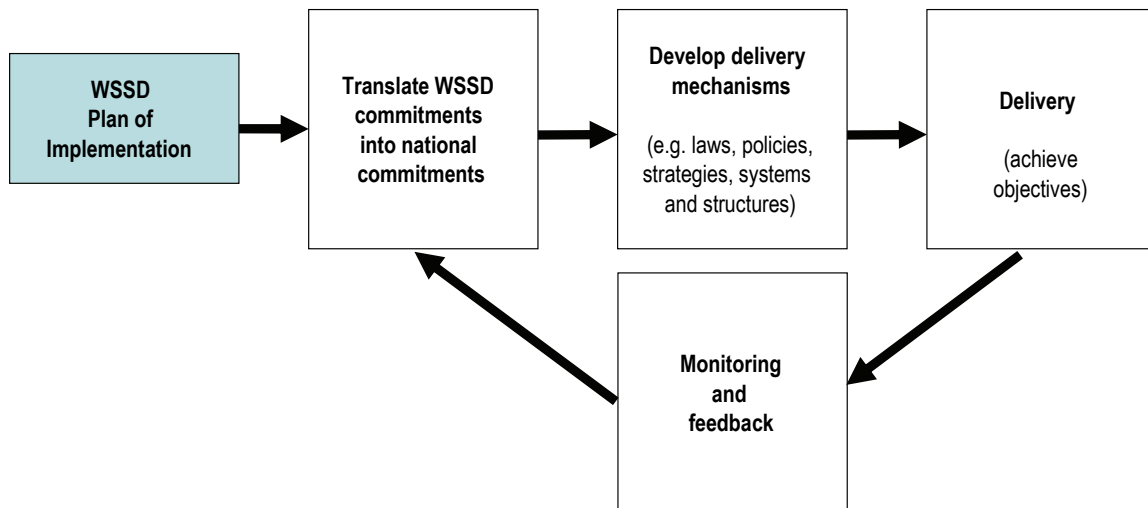 WSSD
Plan of
Implementation
Translate WSSD
commitments
into national
commitments
Develop delivery
mechanisms
(e.g. laws, policies,
strategies, systems
and structures)
Delivery
(achieve
objectives)
Monitoring
and
feedback